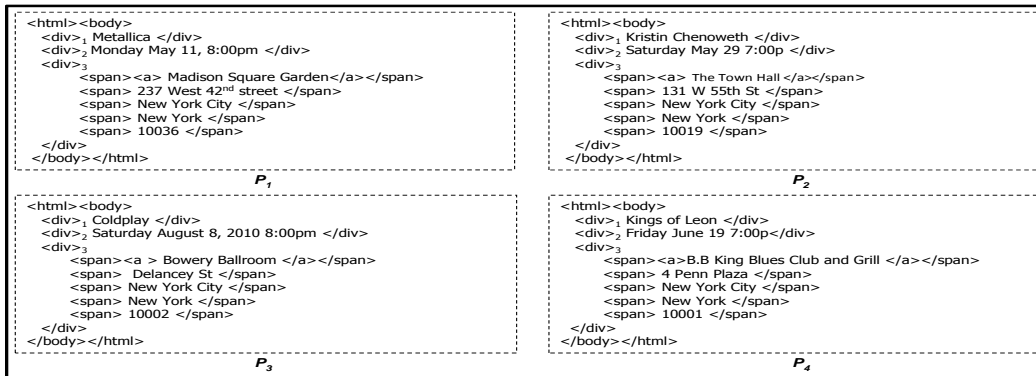 <html><body>
<div>1 Metallica </div>
<div>2 Monday May 11, 8:00pm </div>
<div>3
<span><a> Madison Square Garden</a></span>
<span> 237 West 42nd street </span>
<span> New York City </span>
<span> New York </span>
<span> 10036 </span>
</div>
</body></html>
P1
<html><body>
<div>1 Kristin Chenoweth </div>
<div>2 Saturday May 29 7:00p </div>
<div>3
<span><a> The Town Hall </a></span>
<span> 131 W 55th St </span>
<span> New York City </span>
<span> New York </span>
<span> 10019 </span>
</div>
</body></html>
P2
<html><body>
<div>1 Coldplay </div>
<div>2 Saturday August 8, 2010 8:00pm </div>
<div>3
<span><a > Bowery Ballroom </a></span>
<span> Delancey St </span>
<span> New York City </span>
<span> New York </span>
<span> 10002 </span>
</div>
</body></html>
P3
<html><body>
<div>1 Kings of Leon </div>
<div>2 Friday June 19 7:00p</div>
<div>3
<span><a>B.B King Blues Club and Grill </a></span>
<span> 4 Penn Plaza </span>
<span> New York City </span>
<span> New York </span>
<span> 10001 </span>
</div>
</body></html>
P4